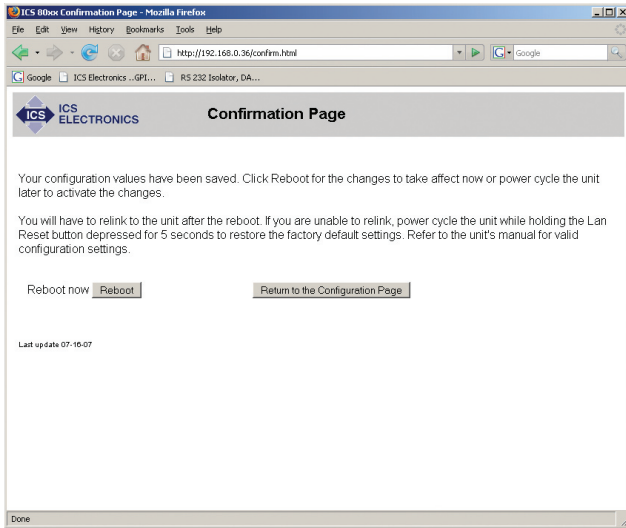 ICS 80xx Confirmation Page - Mozilla Firefox
File Edit View History Bookmarks Tools Help
http://192.168.0.36/confirm.html
G Google
G Google ICS Electronics ..GPI... RS 232 Isolator, DA...
ICS
ICS
ELECTRONICS
Confirmation Page
Your configuration values have been saved. Click Reboot for the changes to take affect now or power cycle the unit
later to activate the changes.
You will have to relink to the unit after the reboot. If you are unable to relink, power cycle the unit while holding the Lan
Reset button depressed for 5 seconds to restore the factory default settings. Refer to the unit's manual for valid
configuration settings.
Reboot now Reboot Return to the Configuration Page
Last update 07-16-07
Done